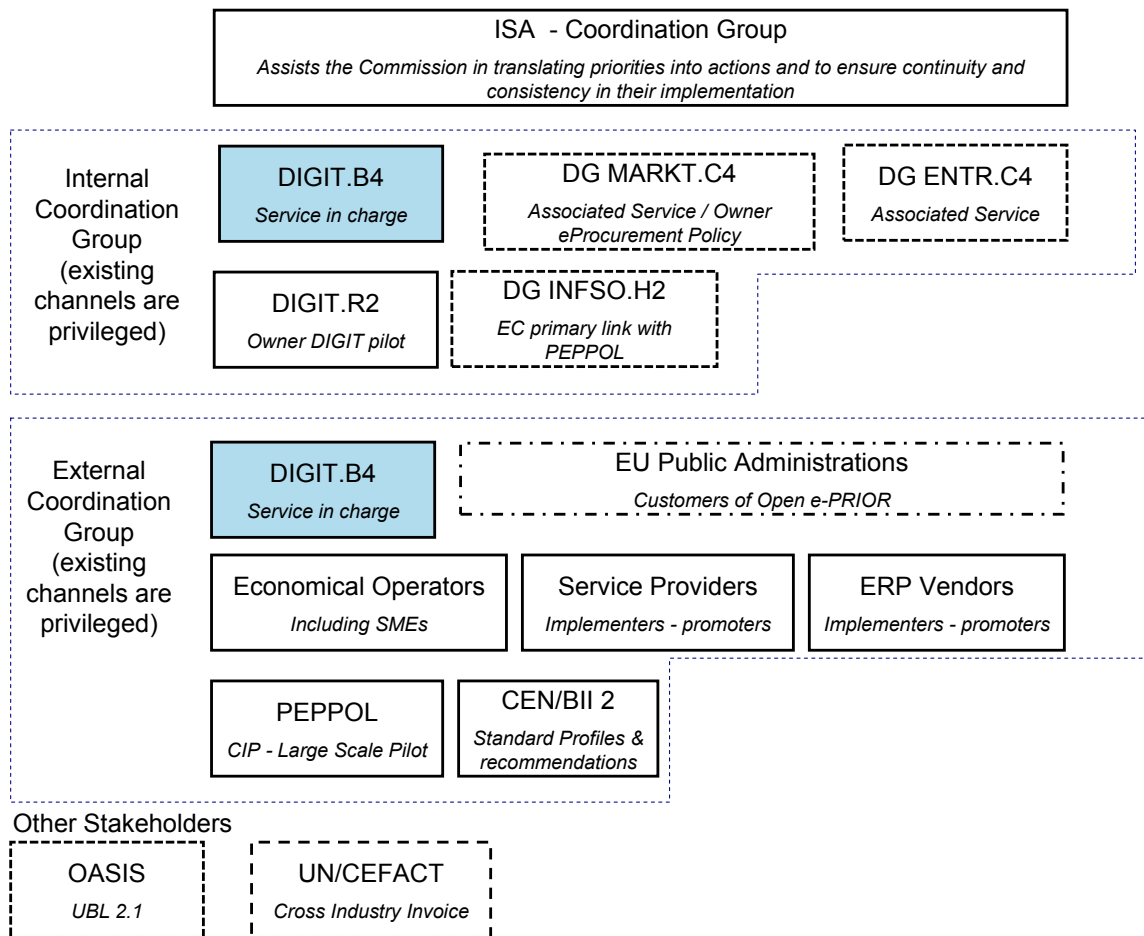 ISA  - Coordination Group
Assists the Commission in translating priorities into actions and to ensure continuity and
consistency in their implementation
Internal
Coordination
Group
(existing
channels are
privileged)
DIGIT.B4
Service in charge
DG MARKT.C4
Associated Service / Owner
eProcurement Policy
DG ENTR.C4
Associated Service
DIGIT.R2
Owner DIGIT pilot
DG INFSO.H2
EC primary link with
PEPPOL
External
Coordination
Group
(existing
channels are
privileged)
DIGIT.B4
Service in charge
EU Public Administrations
Customers of Open e-PRIOR
Economical Operators
Including SMEs
Service Providers
Implementers - promoters
ERP Vendors
Implementers - promoters
PEPPOL
CIP - Large Scale Pilot
CEN/BII 2
Standard Profiles &
recommendations
Other Stakeholders
OASIS
UBL 2.1
UN/CEFACT
Cross Industry Invoice